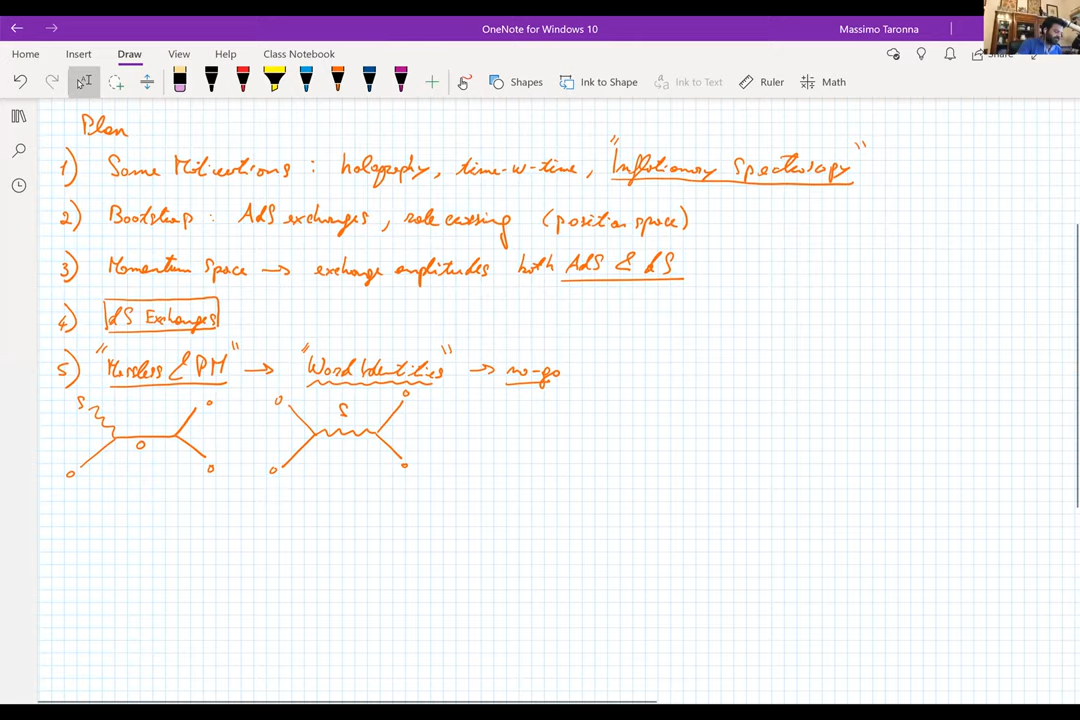 OneNote for Windows 10
Massimo Taronna
Home Insert Draw View Help Class Notebook
Share
Shapes Ink to Shape Ink to Text Ruler Math
Plan
1) Some Motivations : holography, time-w-time, "Inflationary Spectroscopy"
2) Bootstrap : AdS exchanges, role crossing (position space)
3) Momentum Space → exchange amplitudes both AdS & dS
4) dS Exchanges
5) "Massless & PM" → "Ward Identities" → no-go
S 0 0 S 0
0
0 0 0 0